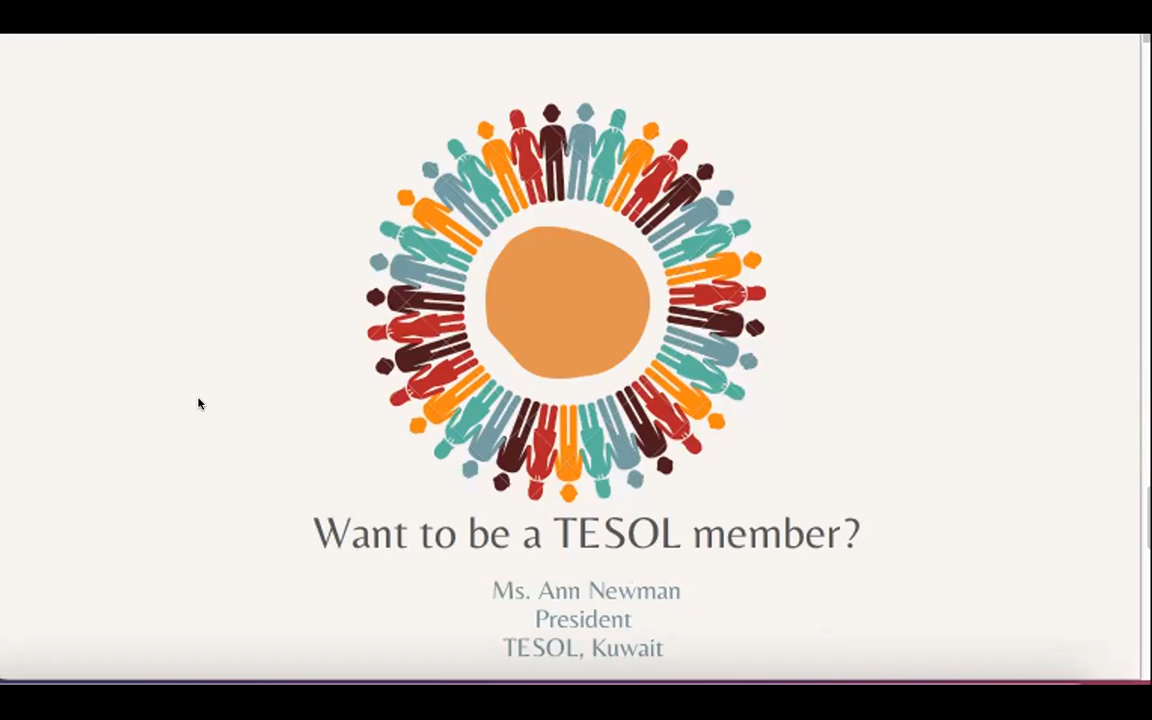 Want to be a TESOL member?
Ms. Ann Newman
President
TESOL, Kuwait